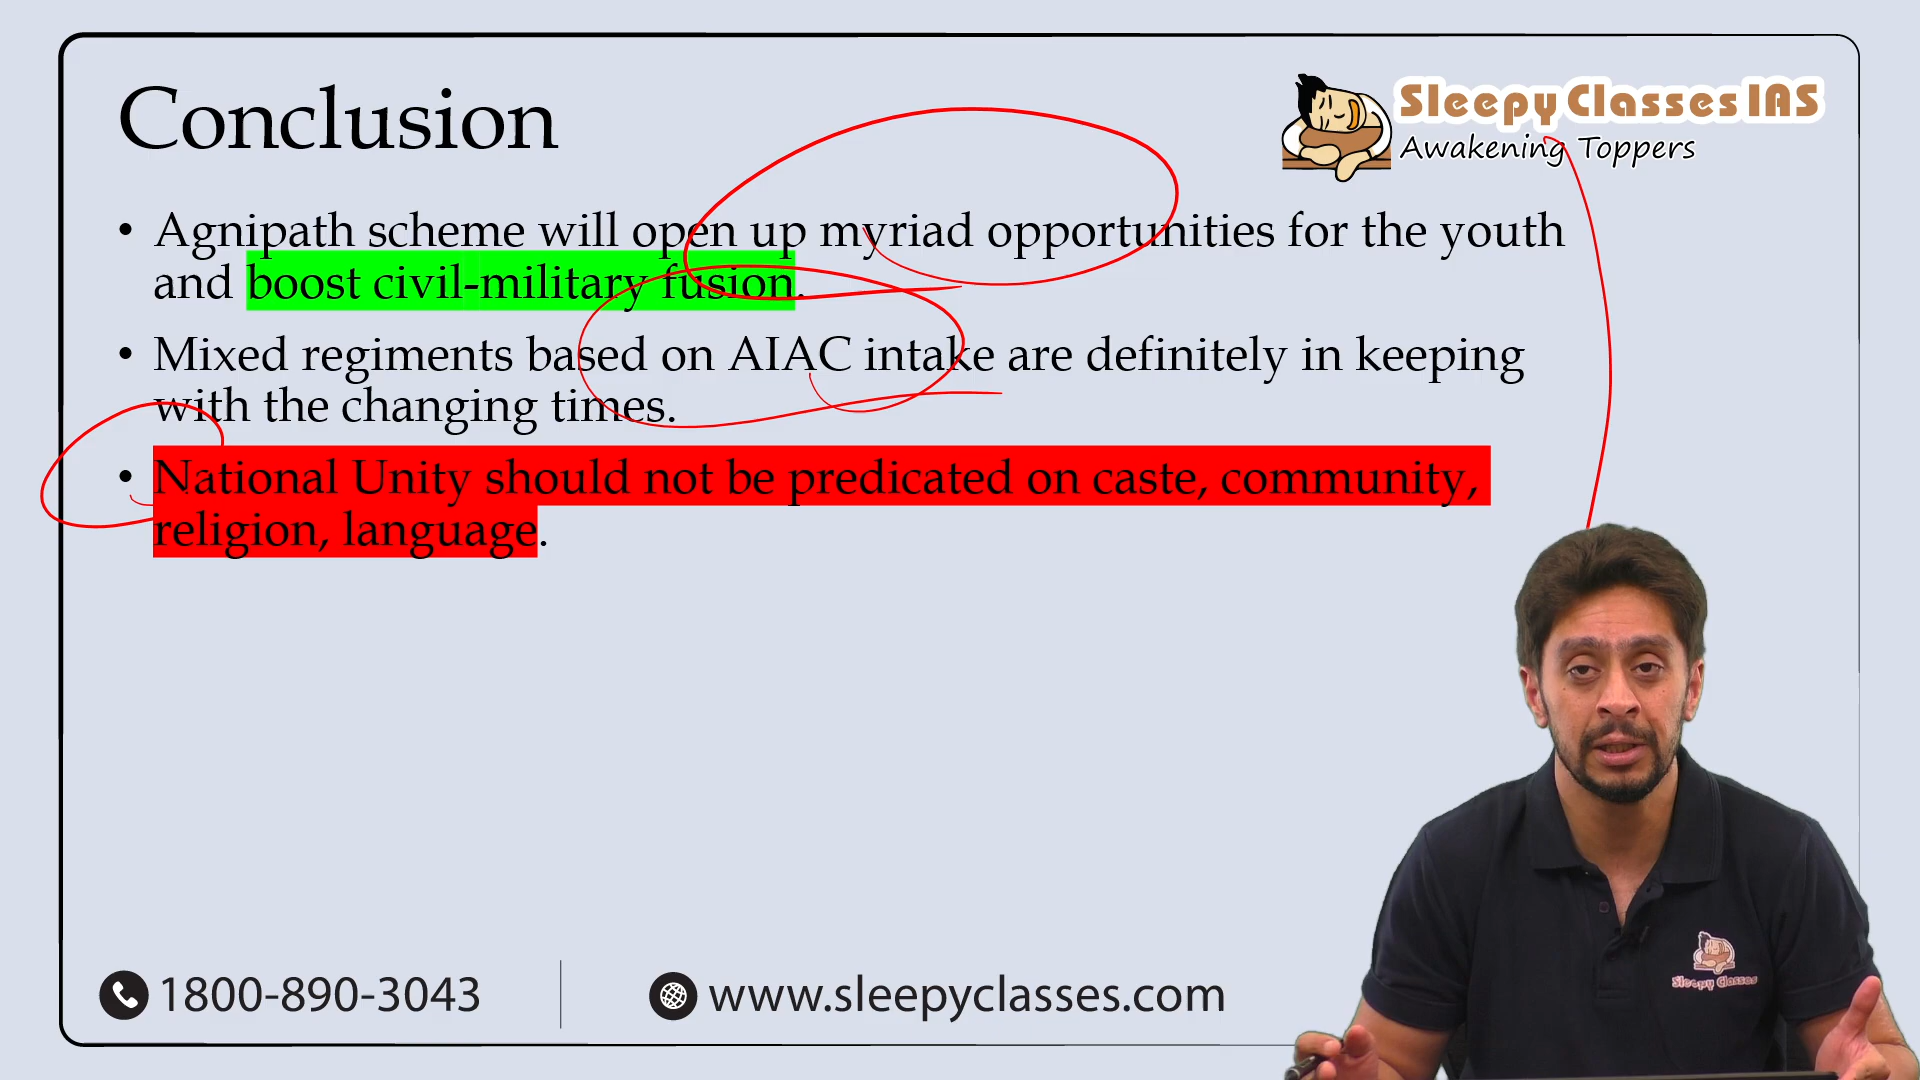 Conclusion
Sleepy Classes IAS
Awakening Toppers
• Agnipath scheme will open up myriad opportunities for the youth
and boost civil-military fusion.
• Mixed regiments based on AIAC intake are definitely in keeping
with the changing times.
• National Unity should not be predicated on caste, community,
religion, language.
Sleepy Classes
1800-890-3043
www.sleepyclasses.com